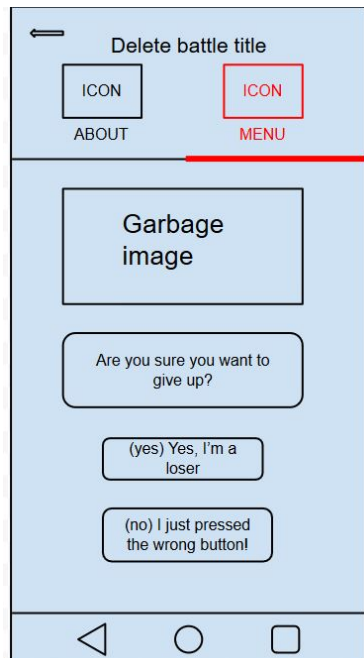 Delete battle title
ICON
ICON
ABOUT
MENU
Garbage
image
Are you sure you want to
give up?
(yes) Yes, I'm a
loser
(no) I just pressed
the wrong button!